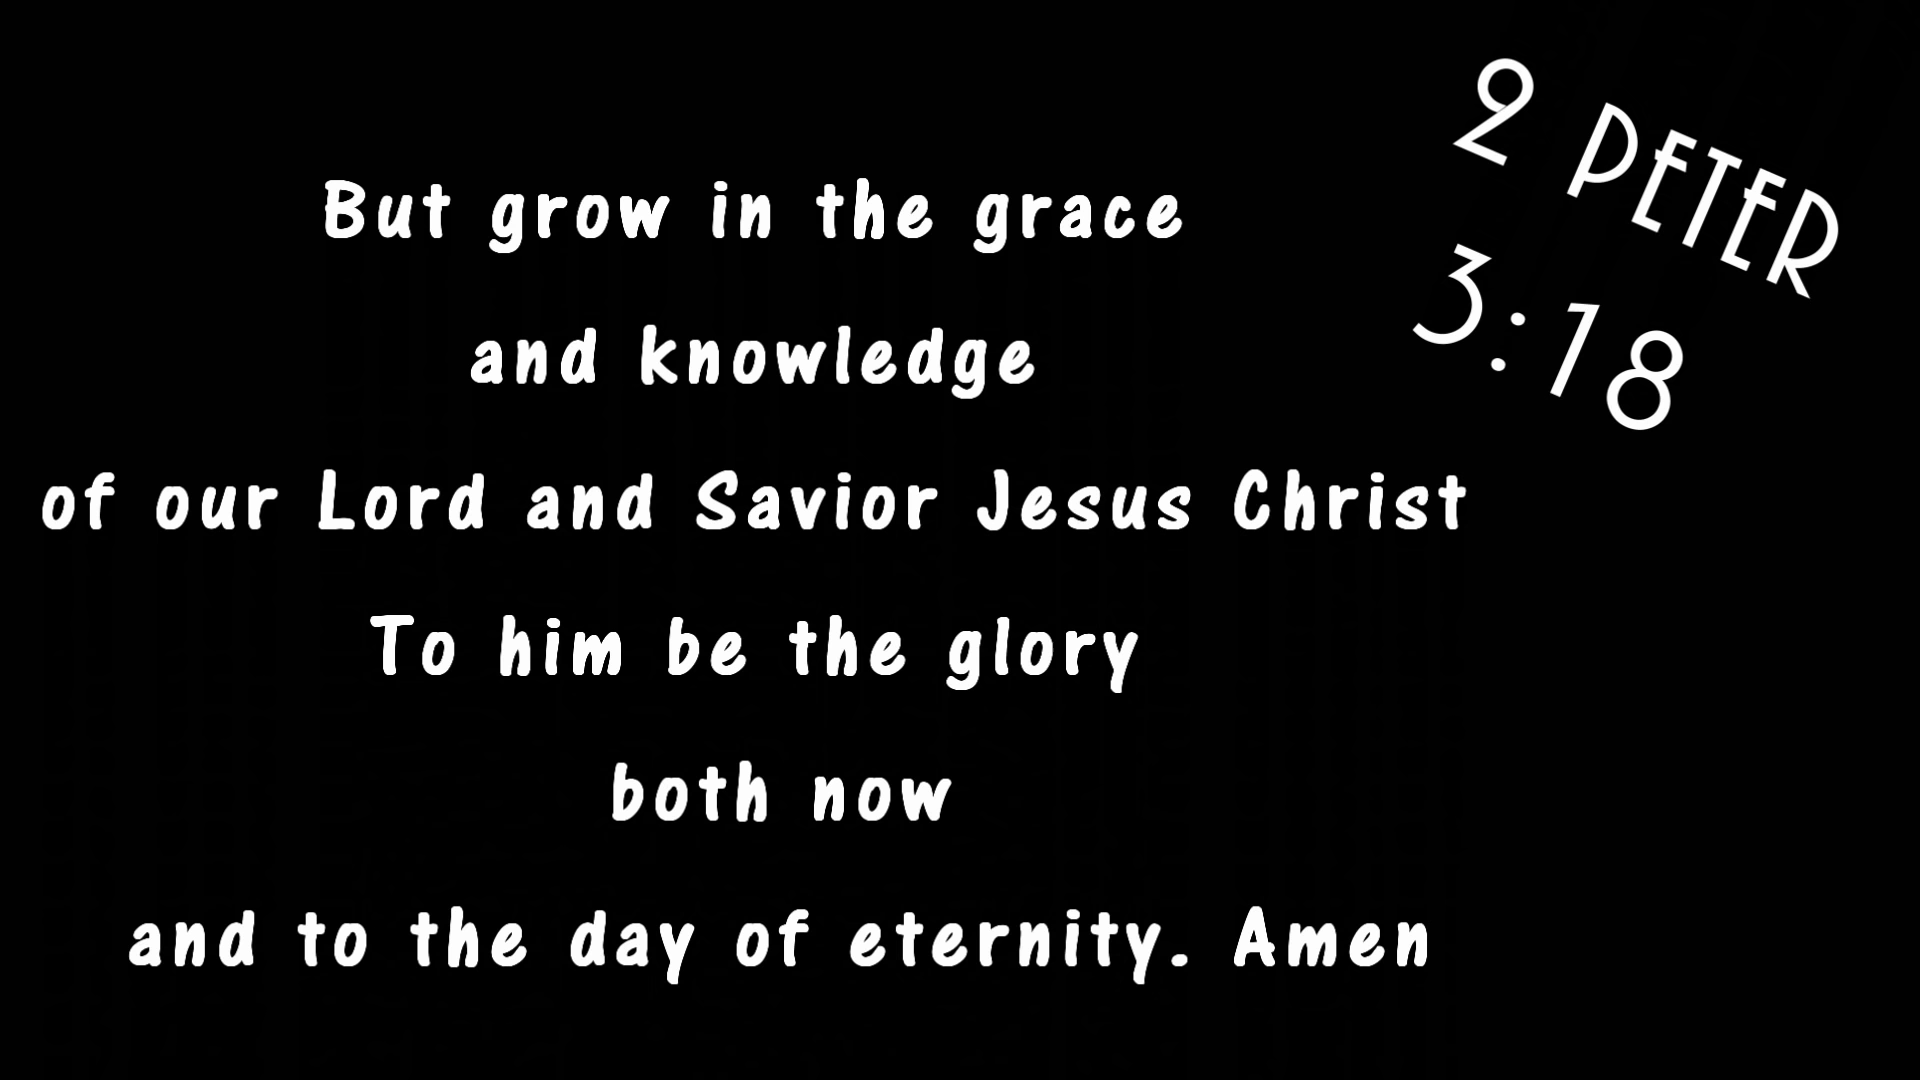 2 PETER
3:18
But grow in the grace
and knowledge
of our Lord and Savior Jesus Christ
To him be the glory
both now
and to the day of eternity. Amen